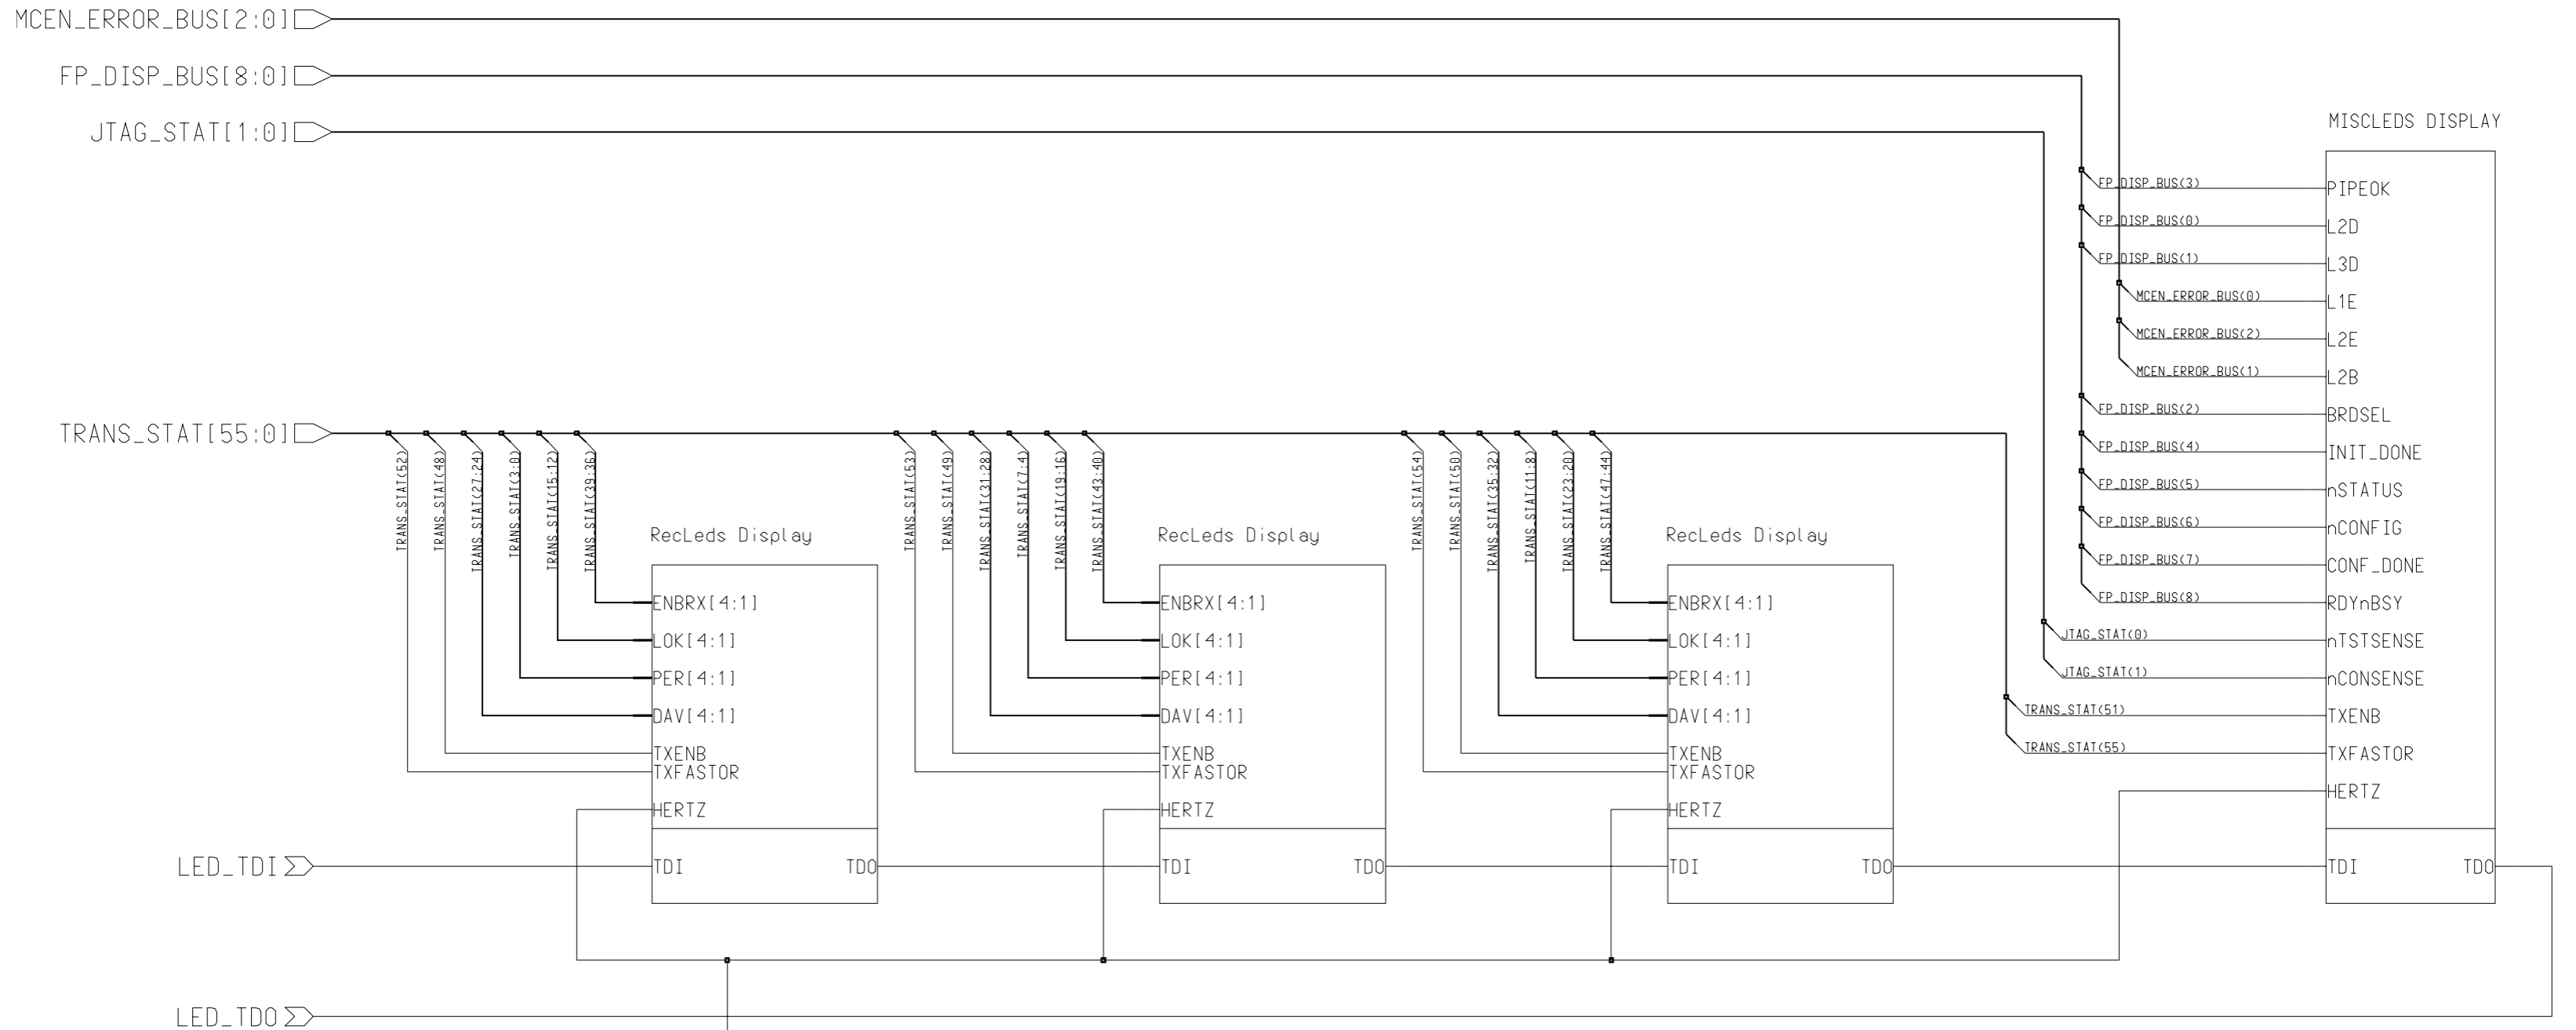 MCEN_ERROR_BUS[2:0]
FP_DISP_BUS[8:0]
JTAG_STAT[1:0]
TRANS_STAT[55:0]
TRANS_STAT(52)
TRANS_STAT(48)
TRANS_STAT(27:24)
TRANS_STAT(3:0)
TRANS_STAT(15:12)
TRANS_STAT(39:36)
RecLeds Display
ENBRX[4:1]
LOK[4:1]
PER[4:1]
DAV[4:1]
TXENB
TXFASTOR
HERTZ
TDI
TDO
TRANS_STAT(53)
TRANS_STAT(49)
TRANS_STAT(31:28)
TRANS_STAT(7:4)
TRANS_STAT(19:16)
TRANS_STAT(43:40)
RecLeds Display
ENBRX[4:1]
LOK[4:1]
PER[4:1]
DAV[4:1]
TXENB
TXFASTOR
HERTZ
TDI
TDO
TRANS_STAT(54)
TRANS_STAT(50)
TRANS_STAT(35:32)
TRANS_STAT(11:8)
TRANS_STAT(23:20)
TRANS_STAT(47:44)
RecLeds Display
ENBRX[4:1]
LOK[4:1]
PER[4:1]
DAV[4:1]
TXENB
TXFASTOR
HERTZ
TDI
TDO
MISCLEDS DISPLAY
FP_DISP_BUS(3) PIPEOK
FP_DISP_BUS(0) L2D
FP_DISP_BUS(1) L3D
MCEN_ERROR_BUS(0) L1E
MCEN_ERROR_BUS(2) L2E
MCEN_ERROR_BUS(1) L2B
FP_DISP_BUS(2) BRDSEL
FP_DISP_BUS(4) INIT_DONE
FP_DISP_BUS(5) nSTATUS
FP_DISP_BUS(6) nCONFIG
FP_DISP_BUS(7) CONF_DONE
FP_DISP_BUS(8) RDYnBSY
JTAG_STAT(0) nTSTSENSE
JTAG_STAT(1) nCONSENSE
TRANS_STAT(51) TXENB
TRANS_STAT(55) TXFASTOR
HERTZ
TDI
TDO
LED_TDI
LED_TDO